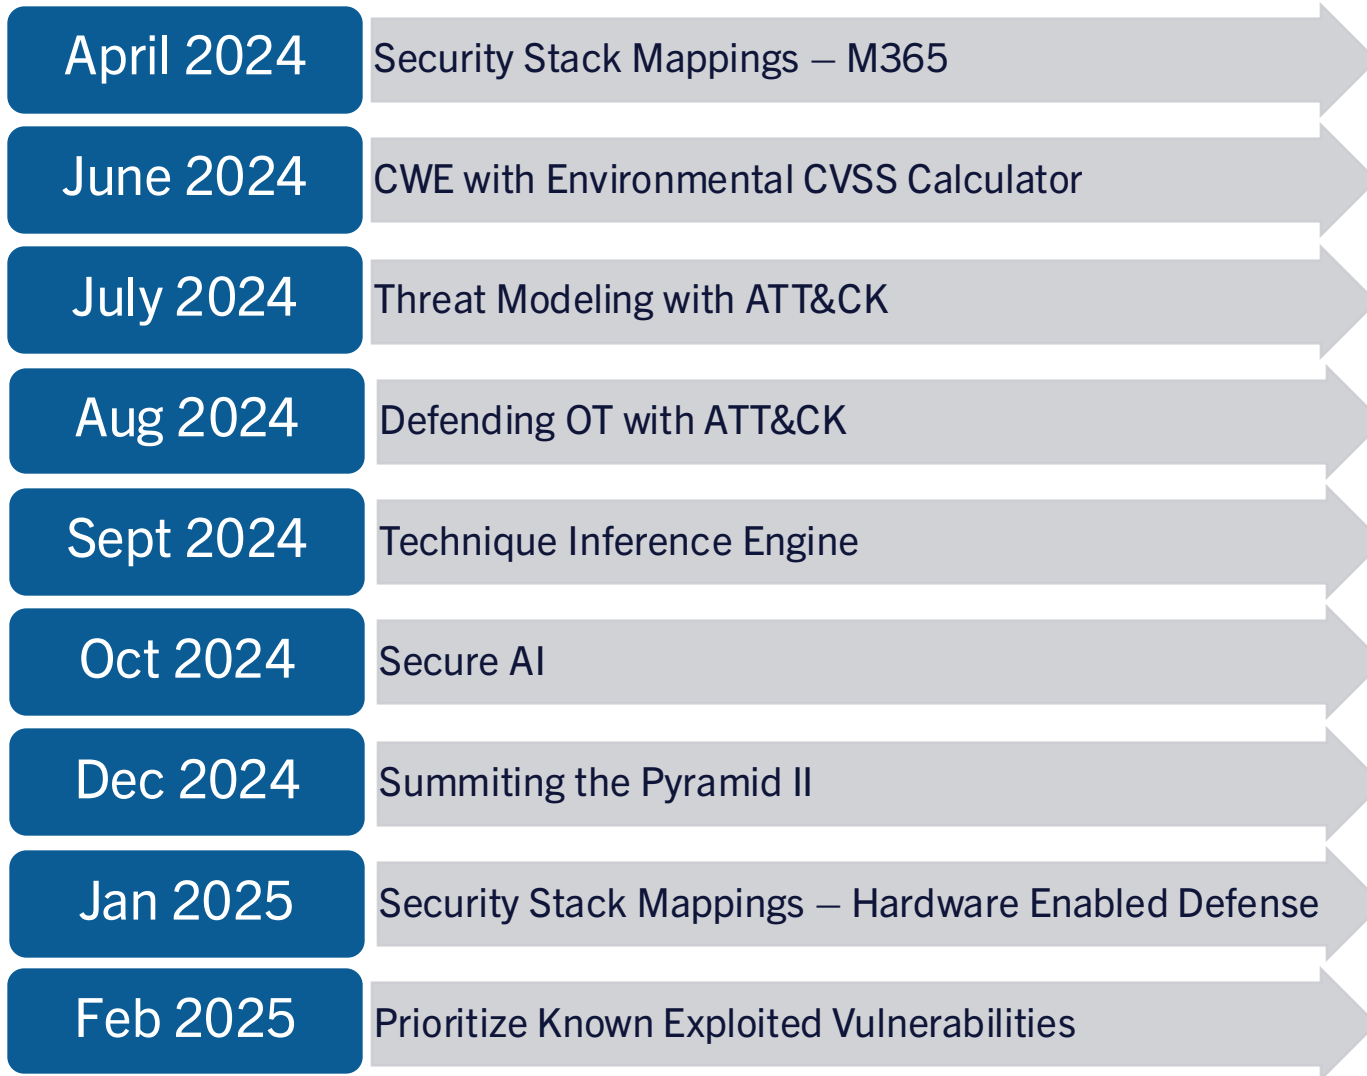 April 2024
Security Stack Mappings – M365
June 2024
CWE with Environmental CVSS Calculator
July 2024
Threat Modeling with ATT&CK
Aug 2024
Defending OT with ATT&CK
Sept 2024
Technique Inference Engine
Oct 2024
Secure AI
Dec 2024
Summiting the Pyramid II
Jan 2025
Security Stack Mappings – Hardware Enabled Defense
Feb 2025
Prioritize Known Exploited Vulnerabilities